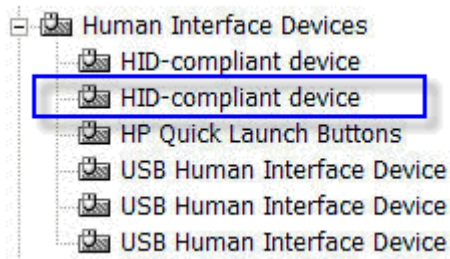 Human Interface Devices
HID-compliant device
HID-compliant device
HP Quick Launch Buttons
USB Human Interface Device
USB Human Interface Device
USB Human Interface Device